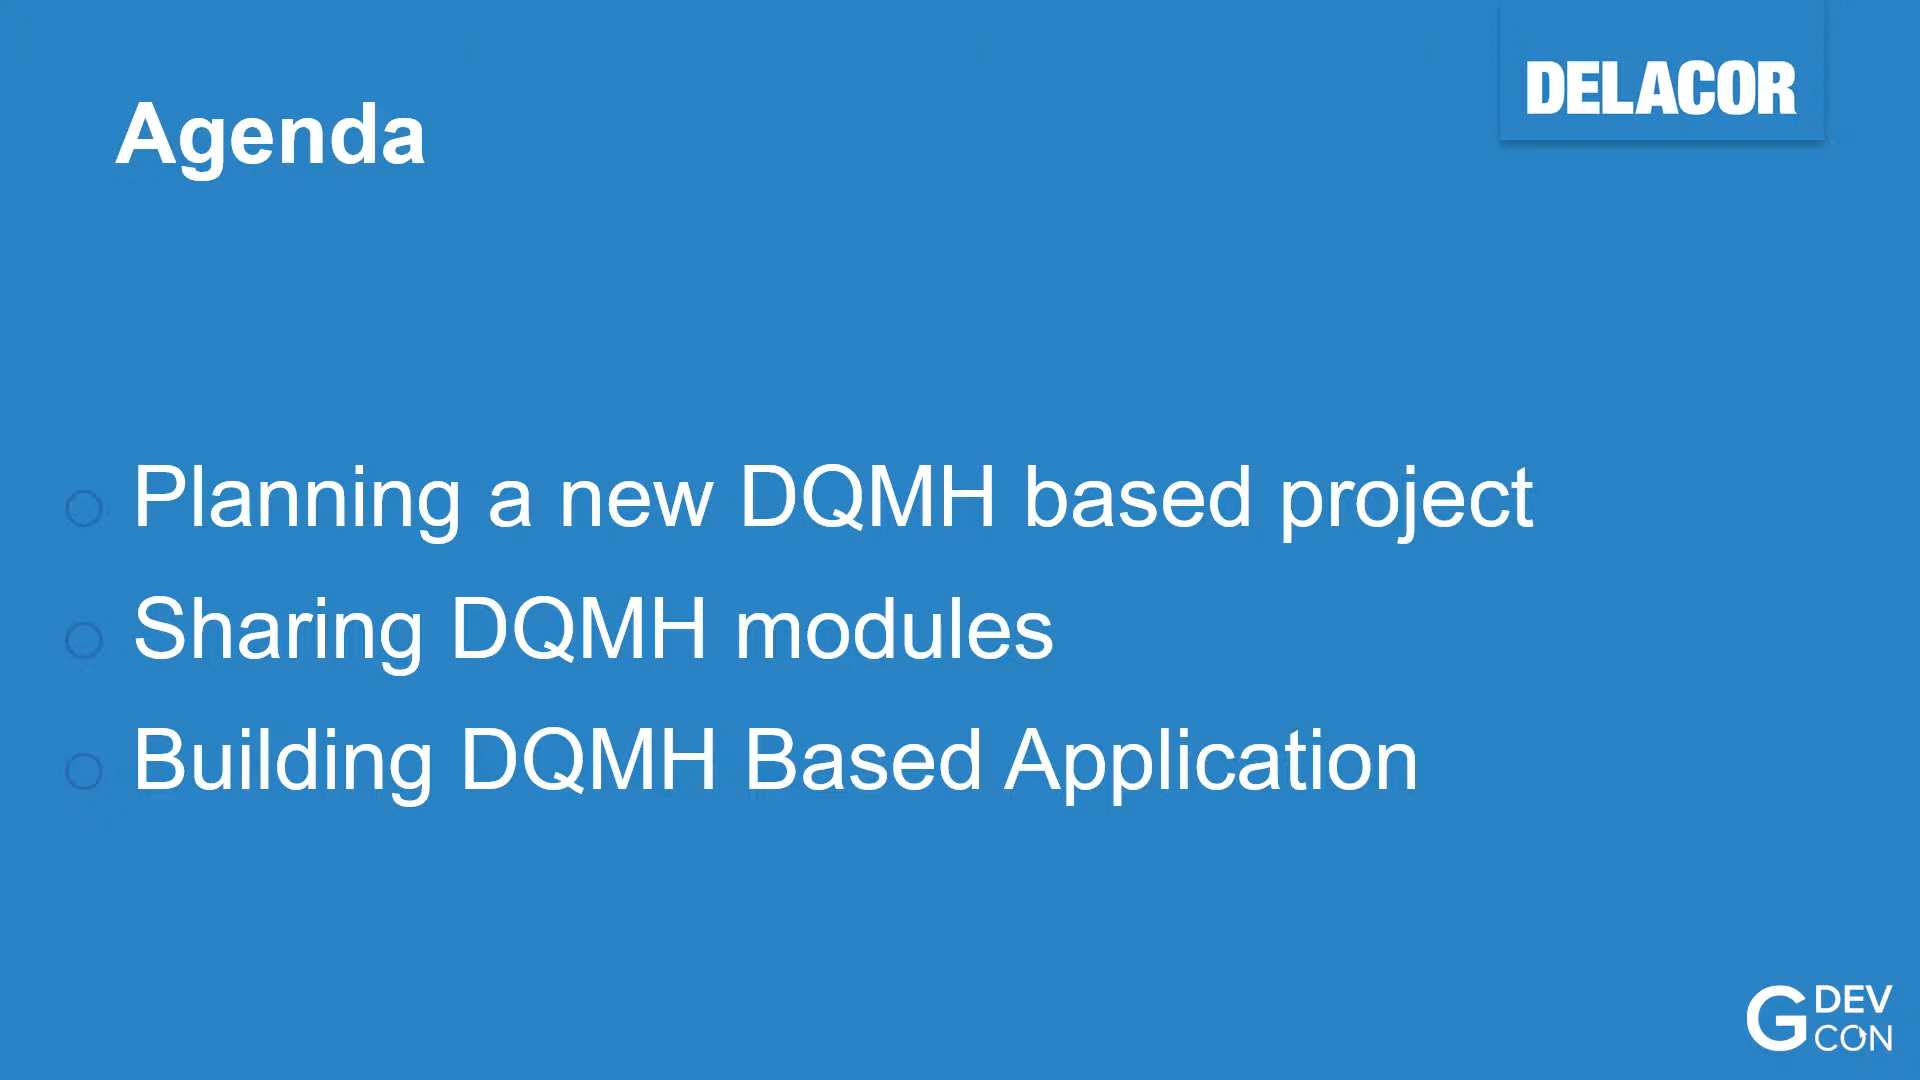 DELACOR
Agenda
Planning a new DQMH based project
Sharing DQMH modules
Building DQMH Based Application
G DEV
CON